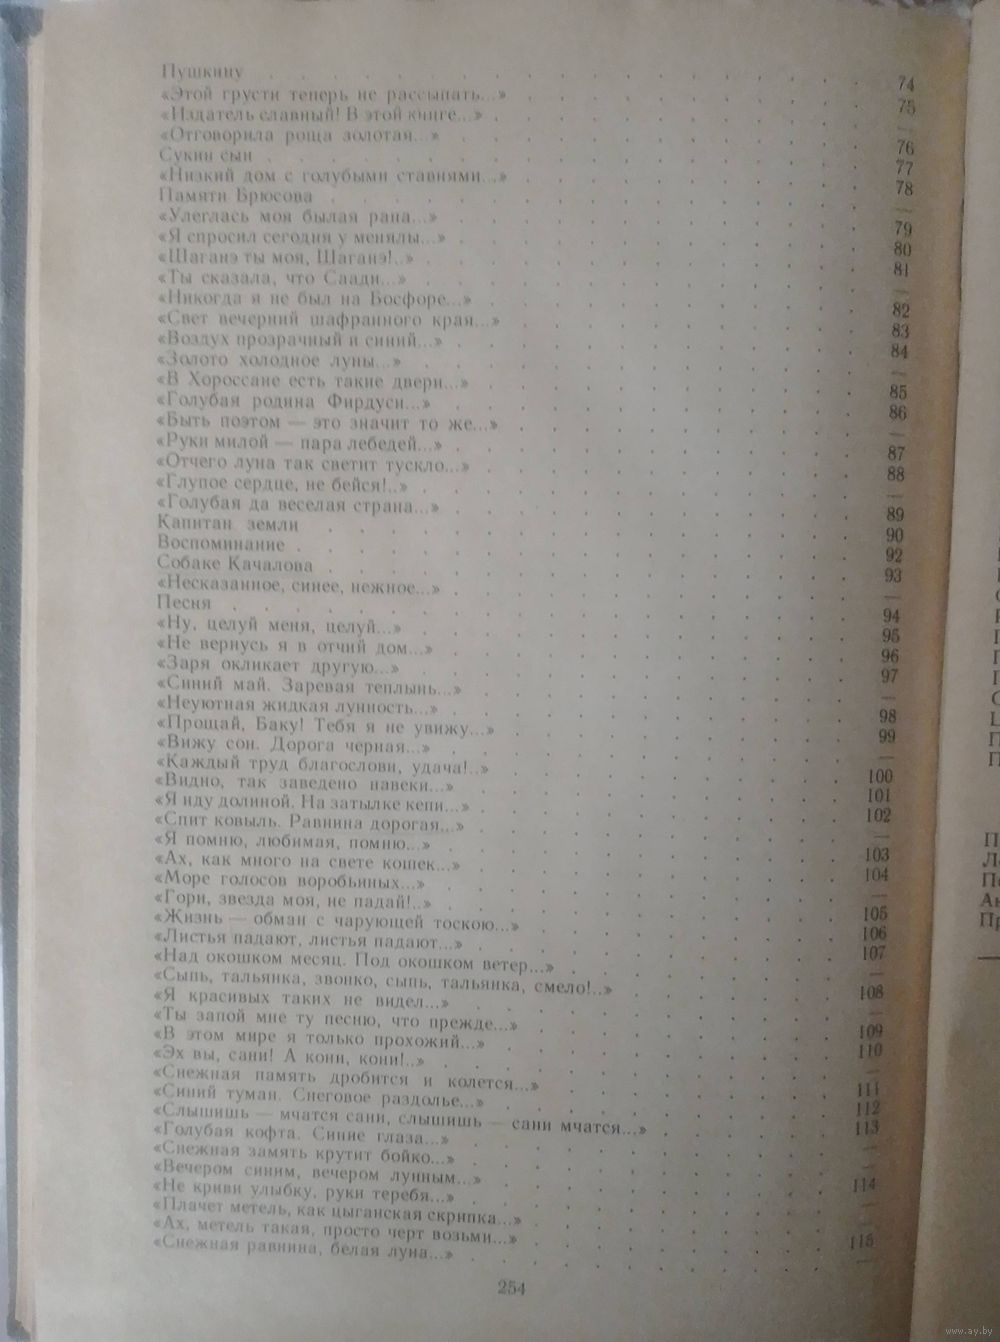 Пушкину . . . . . 74
«Этой грусти теперь не рассыпать...» . . . . . 75
«Издатель славный! В этой книге...» . . . . . —
«Отговорила роща золотая...» . . . . . 76
Сукин сын . . . . . 77
«Низкий дом с голубыми ставнями...» . . . . . 78
Памяти Брюсова . . . . . —
«Улеглась моя былая рана...» . . . . . 79
«Я спросил сегодня у менялы...» . . . . . 80
«Шаганэ ты моя, Шаганэ!..» . . . . . 81
«Ты сказала, что Саади...» . . . . . —
«Никогда я не был на Босфоре...» . . . . . 82
«Свет вечерний шафранного края...» . . . . . 83
«Воздух прозрачный и синий...» . . . . . 84
«Золото холодное луны...» . . . . . —
«В Хороссане есть такие двери...» . . . . . 85
«Голубая родина Фирдуси...» . . . . . 86
«Быть поэтом — это значит то же...» . . . . . —
«Руки милой — пара лебедей...» . . . . . 87
«Отчего луна так светит тускло...» . . . . . 88
«Глупое сердце, не бейся!..» . . . . . —
«Голубая да веселая страна...» . . . . . 89
Капитан земли . . . . . 90
Воспоминание . . . . . 92
Собаке Качалова . . . . . 93
«Несказанное, синее, нежное...» . . . . . —
Песня . . . . . 94
«Ну, целуй меня, целуй...» . . . . . 95
«Не вернусь я в отчий дом...» . . . . . 96
«Заря окликает другую...» . . . . . 97
«Синий май. Заревая теплынь...» . . . . . —
«Неуютная жидкая лунность...» . . . . . 98
«Прощай, Баку! Тебя я не увижу...» . . . . . 99
«Вижу сон. Дорога черная...» . . . . . —
«Каждый труд благослови, удача!..» . . . . . 100
«Видно, так заведено навеки...» . . . . . 101
«Я иду долиной. На затылке кепи...» . . . . . 102
«Спит ковыль. Равнина дорогая...» . . . . . —
«Я помню, любимая, помню...» . . . . . 103
«Ах, как много на свете кошек...» . . . . . 104
«Море голосов воробьиных...» . . . . . —
«Гори, звезда моя, не падай!..» . . . . . 105
«Жизнь — обман с чарующей тоскою...» . . . . . 106
«Листья падают, листья падают...» . . . . . 107
«Над окошком месяц. Под окошком ветер...» . . . . . —
«Сыпь, тальянка, звонко, сыпь, тальянка, смело!..» . . . . . 108
«Я красивых таких не видел...» . . . . . —
«Ты запой мне ту песню, что прежде...» . . . . . 109
«В этом мире я только прохожий...» . . . . . 110
«Эх вы, сани! А кони, кони!..» . . . . . —
«Снежная память дробится и колется...» . . . . . 111
«Синий туман. Снеговое раздолье...» . . . . . 112
«Слышишь — мчатся сани, слышишь — сани мчатся...» . . . . . 113
«Голубая кофта. Синие глаза...» . . . . . —
«Снежная замять крутит бойко...» . . . . . —
«Вечером синим, вечером лунным...» . . . . . 114
«Не криви улыбку, руки теребя...» . . . . . —
«Плачет метель, как цыганская скрипка...» . . . . . —
«Ах, метель такая, просто черт возьми...» . . . . . 115
«Снежная равнина, белая луна...» . . . . . —
254
www.ay.by